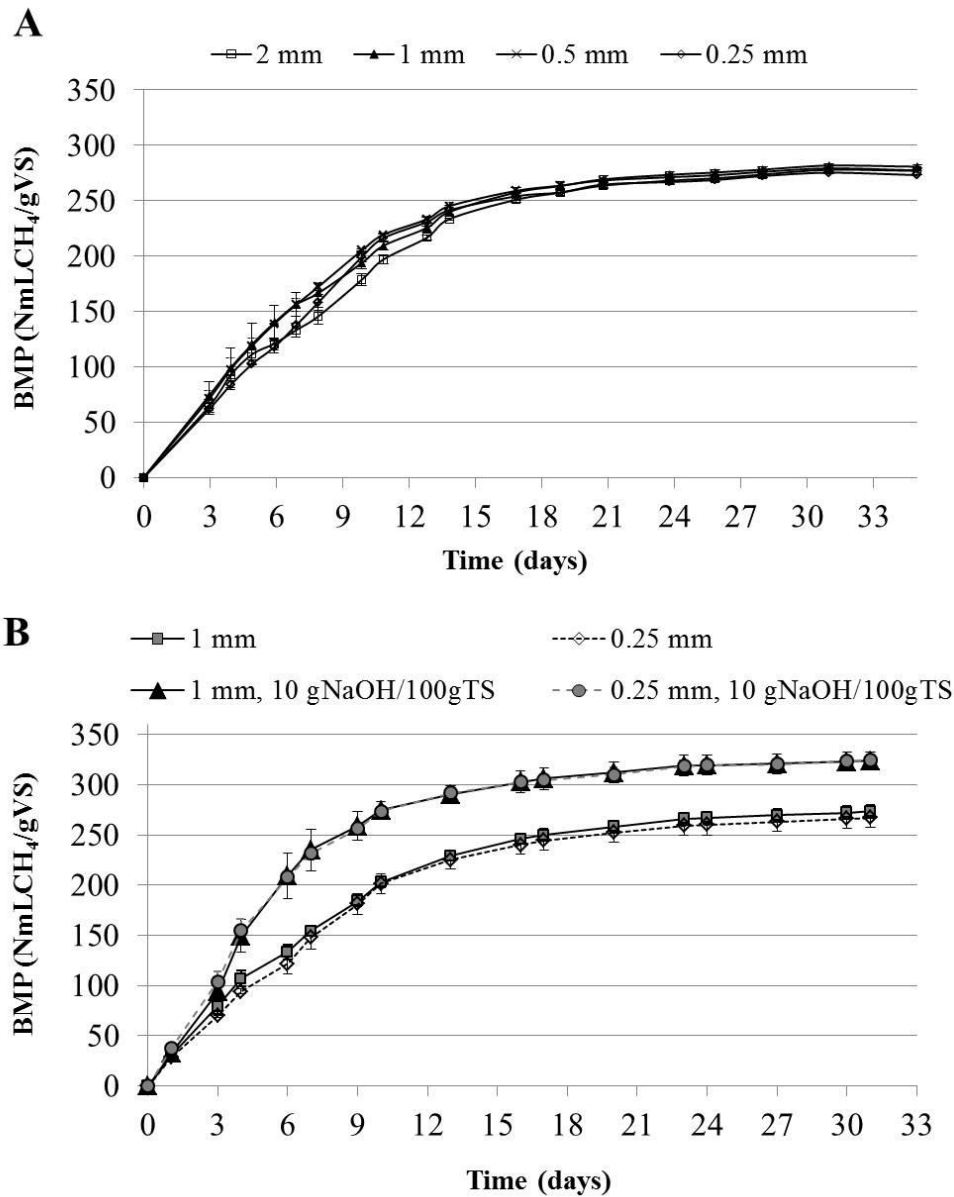 A
2 mm 1 mm 0.5 mm 0.25 mm
350
300
250
200
150
100
50
0
BMP (NmLCH₄/gVS)
0 3 6 9 12 15 18 21 24 27 30 33
Time (days)
B
1 mm 0.25 mm
1 mm, 10 gNaOH/100gTS 0.25 mm, 10 gNaOH/100gTS
350
300
250
200
150
100
50
0
BMP (NmLCH₄/gVS)
0 3 6 9 12 15 18 21 24 27 30 33
Time (days)